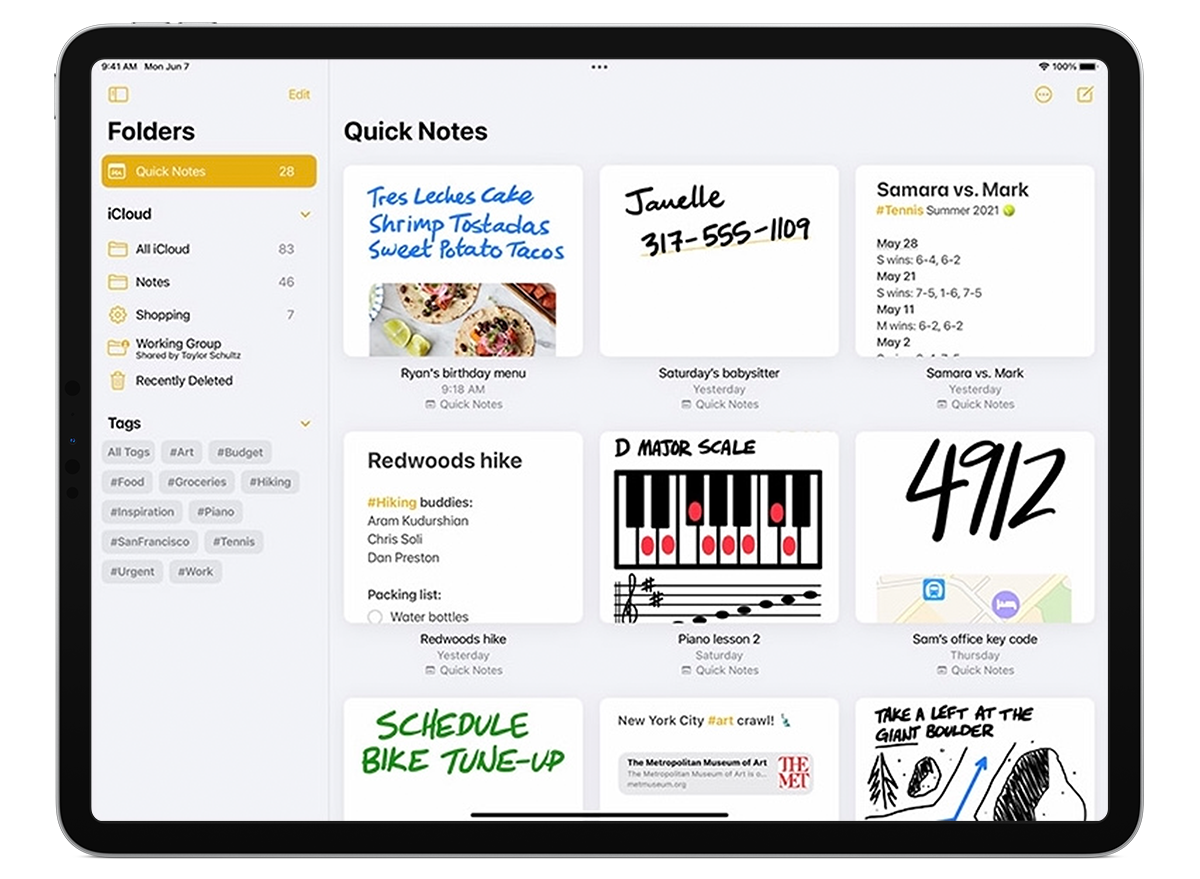 9:41 AM Mon Jun 7
100%
Edit
Folders
Quick Notes 28
iCloud
All iCloud 83
Notes 46
Shopping 7
Working Group
Shared by Taylor Schultz
Recently Deleted
Tags
All Tags #Art #Budget
#Food #Groceries #Hiking
#Inspiration #Piano
#SanFrancisco #Tennis
#Urgent #Work
Quick Notes
Tres Leches Cake
Shrimp Tostadas
Sweet Potato Tacos
Ryan's birthday menu
9:18 AM
Quick Notes
Janelle
317-555-1109
Saturday's babysitter
Yesterday
Quick Notes
Samara vs. Mark
#Tennis Summer 2021 🎾
May 28
S wins: 6-4, 6-2
May 21
S wins: 7-5, 1-6, 7-5
May 11
M wins: 6-2, 6-2
May 2
Samara vs. Mark
Yesterday
Quick Notes
Redwoods hike
#Hiking buddies:
Aram Kudurshian
Chris Soli
Dan Preston
Packing list:
Water bottles
Redwoods hike
Yesterday
Quick Notes
D MAJOR SCALE
Piano lesson 2
Saturday
Quick Notes
4912
Sam's office key code
Thursday
Quick Notes
SCHEDULE
BIKE TUNE-UP
New York City #art crawl! 🗽
The Metropolitan Museum of Art
The Metropolitan Museum of Art is o...
metmuseum.org
THE
MET
TAKE A LEFT AT THE
GIANT BOULDER